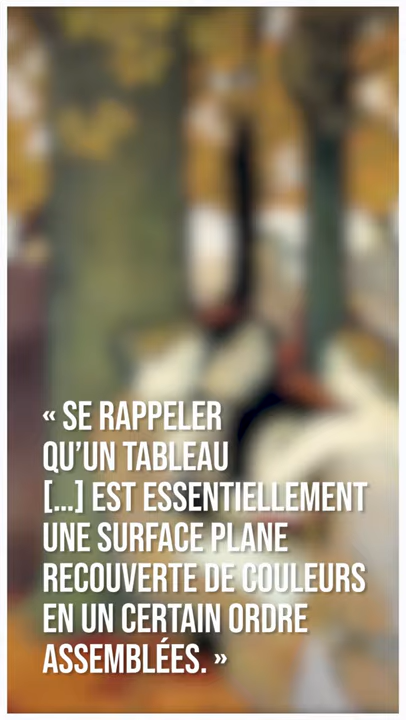 « SE RAPPELER
QU’UN TABLEAU
[...] EST ESSENTIELLEMENT
UNE SURFACE PLANE
RECOUVERTE DE COULEURS
EN UN CERTAIN ORDRE
ASSEMBLÉES. »